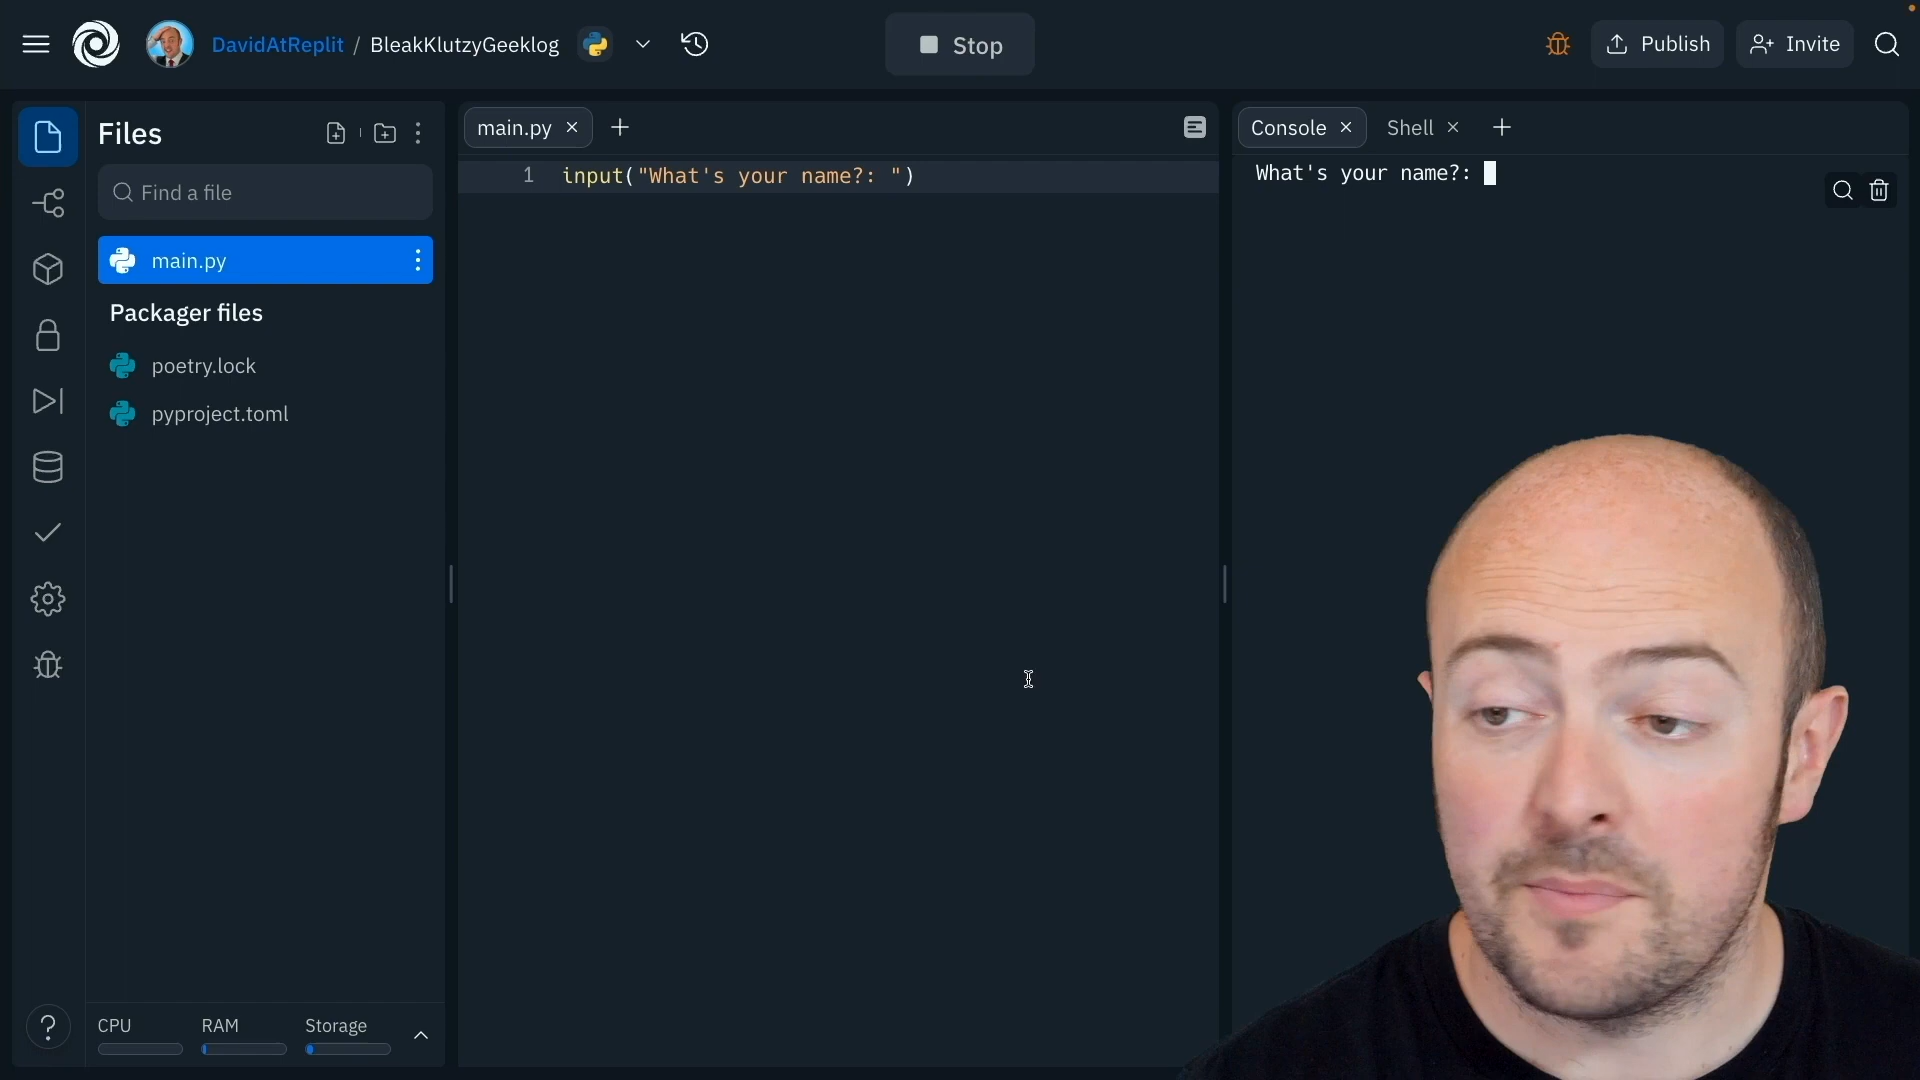 DavidAtReplit / BleakKlutzyGeeklog
Stop
Publish
Invite
Files
Find a file
main.py
Packager files
poetry.lock
pyproject.toml
CPU
RAM
Storage
?
main.py
1 input("What's your name?: ")
Console
Shell
What's your name?: